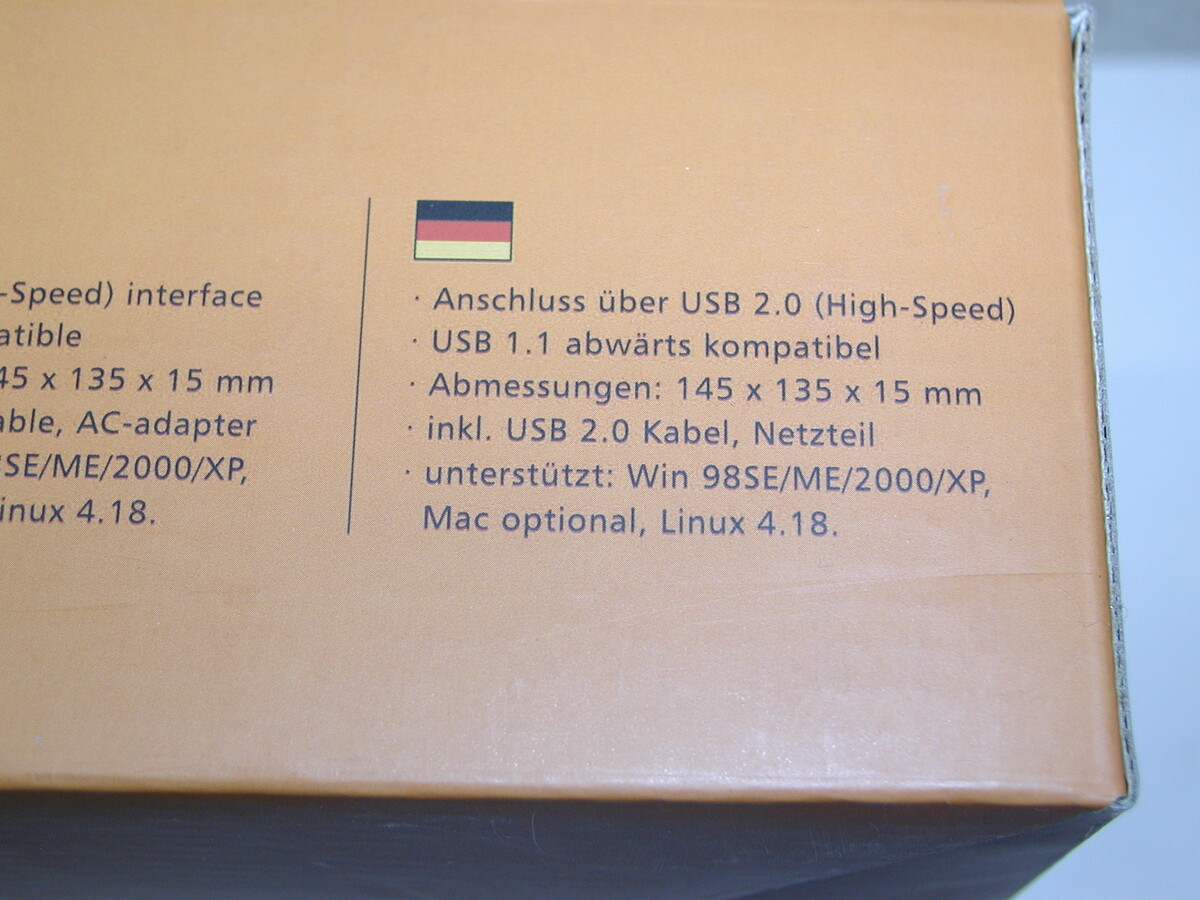 -Speed) interface
atible
45 x 135 x 15 mm
able, AC-adapter
SE/ME/2000/XP,
inux 4.18.
· Anschluss über USB 2.0 (High-Speed)
· USB 1.1 abwärts kompatibel
· Abmessungen: 145 x 135 x 15 mm
· inkl. USB 2.0 Kabel, Netzteil
· unterstützt: Win 98SE/ME/2000/XP,
Mac optional, Linux 4.18.